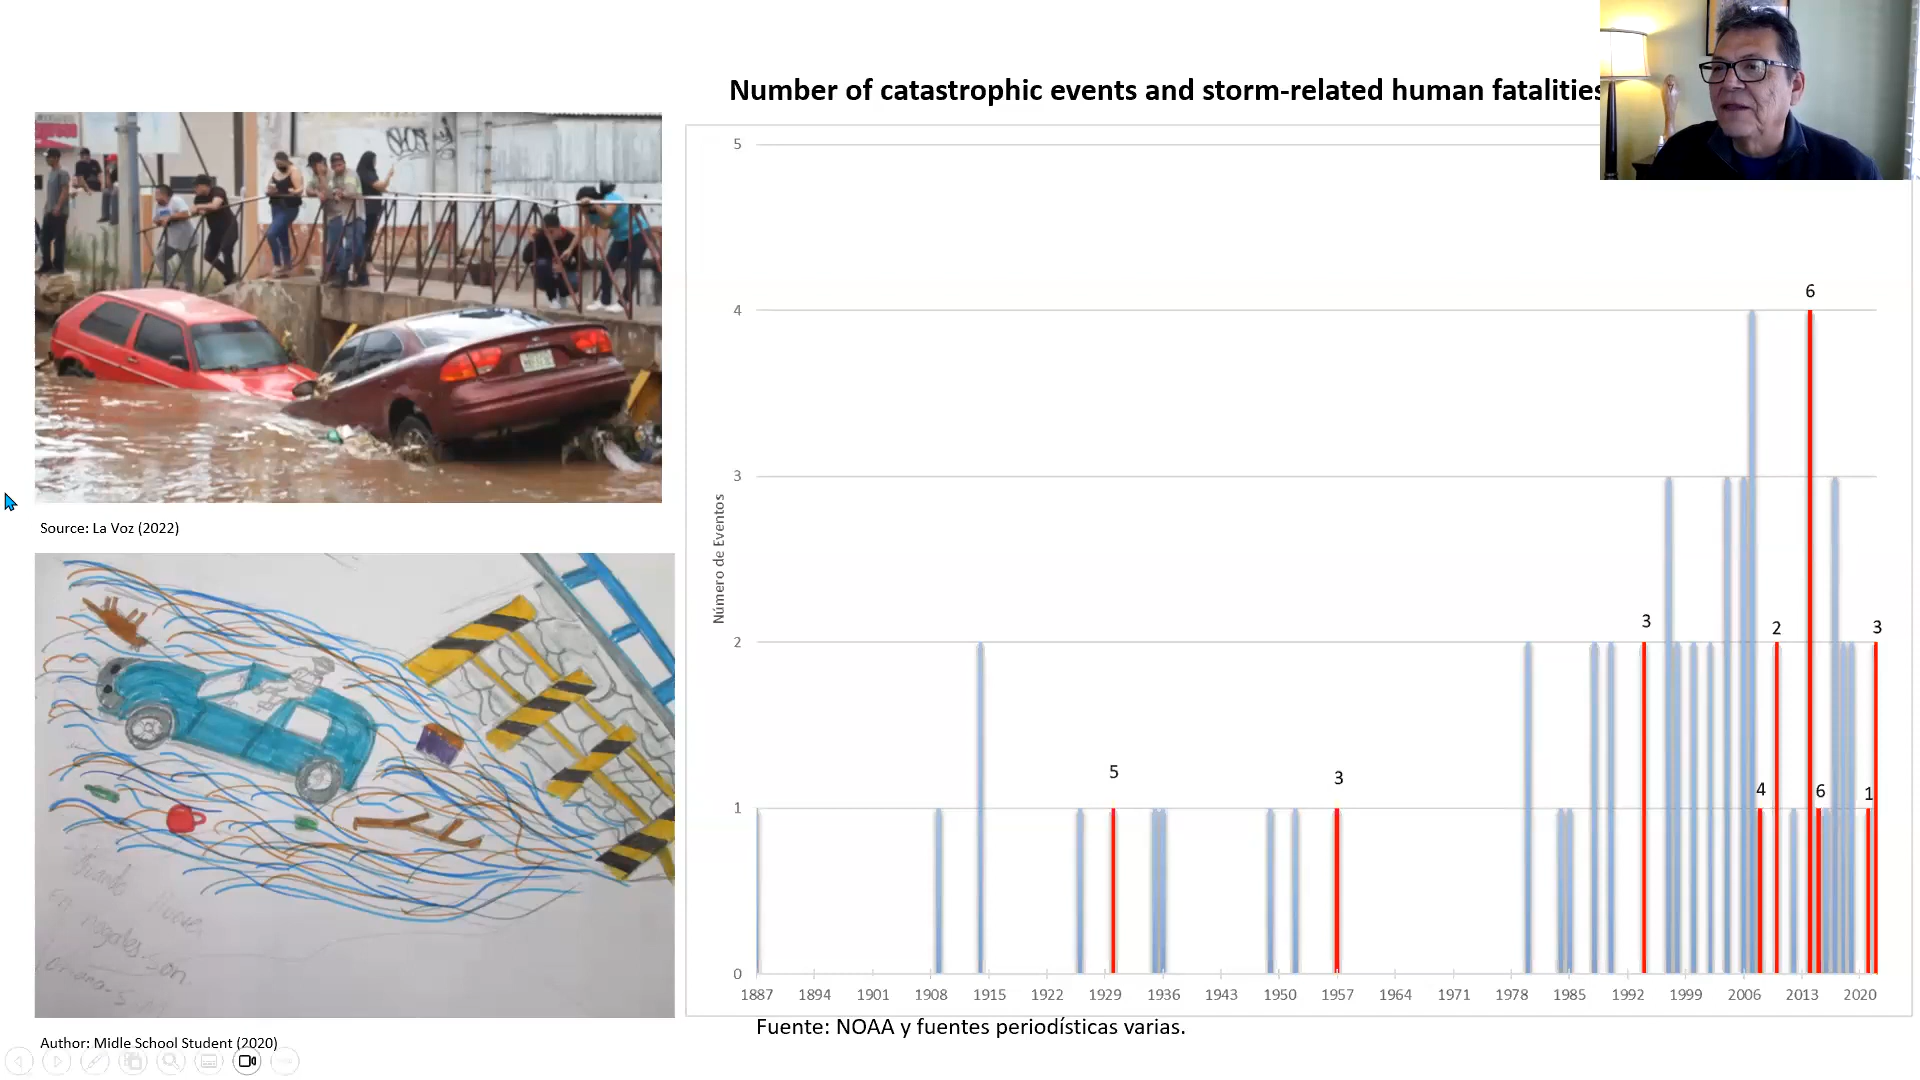 Number of catastrophic events and storm-related human fatalities
Source: La Voz (2022)
en nogales-son
Author: Midle School Student (2020)
Número de Eventos
5
4
3
2
1
0
6
3
2
3
5
3
4
6
1
1887 1894 1901 1908 1915 1922 1929 1936 1943 1950 1957 1964 1971 1978 1985 1992 1999 2006 2013 2020
Fuente: NOAA y fuentes periodísticas varias.